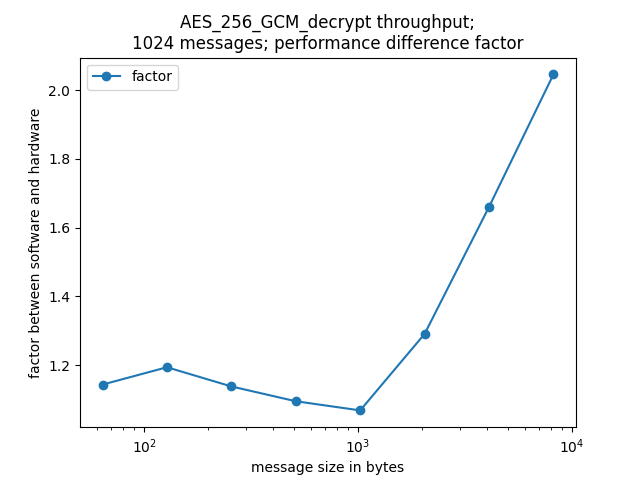 AES_256_GCM_decrypt throughput;
1024 messages; performance difference factor
factor
factor between software and hardware
2.0
1.8
1.6
1.4
1.2
10² 10³ 10⁴
message size in bytes